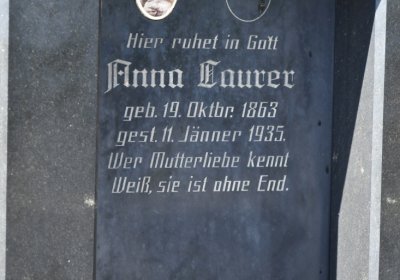 Hier ruhet in Gott
Anna Laurer
geb. 19. Oktbr. 1863
gest. 11. Jänner 1935.
Wer Mutterliebe kennt
Weiß, sie ist ohne End.